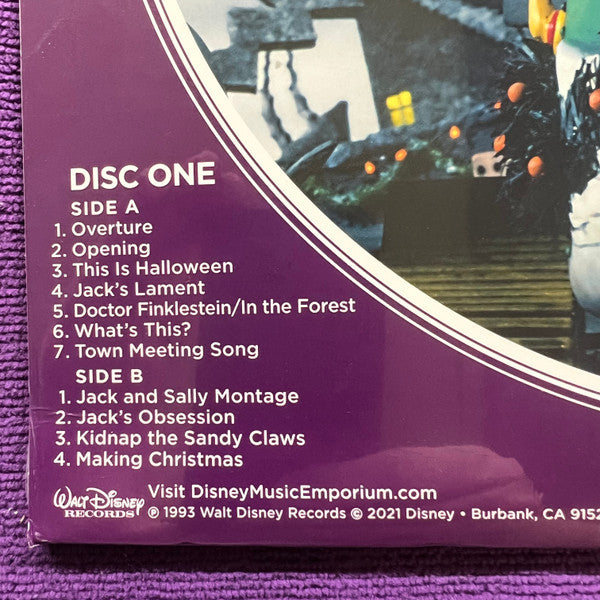 DISC ONE
SIDE A
1. Overture
2. Opening
3. This Is Halloween
4. Jack's Lament
5. Doctor Finklestein/In the Forest
6. What's This?
7. Town Meeting Song
SIDE B
1. Jack and Sally Montage
2. Jack's Obsession
3. Kidnap the Sandy Claws
4. Making Christmas
Walt Disney
RECORDS
Visit DisneyMusicEmporium.com
℗ 1993 Walt Disney Records © 2021 Disney • Burbank, CA 9152